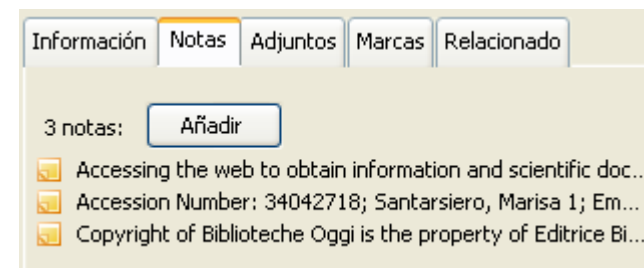 Información Notas Adjuntos Marcas Relacionado
3 notas: Añadir
Accessing the web to obtain information and scientific doc...
Accession Number: 34042718; Santarsiero, Marisa 1; Em...
Copyright of Biblioteche Oggi is the property of Editrice Bi...